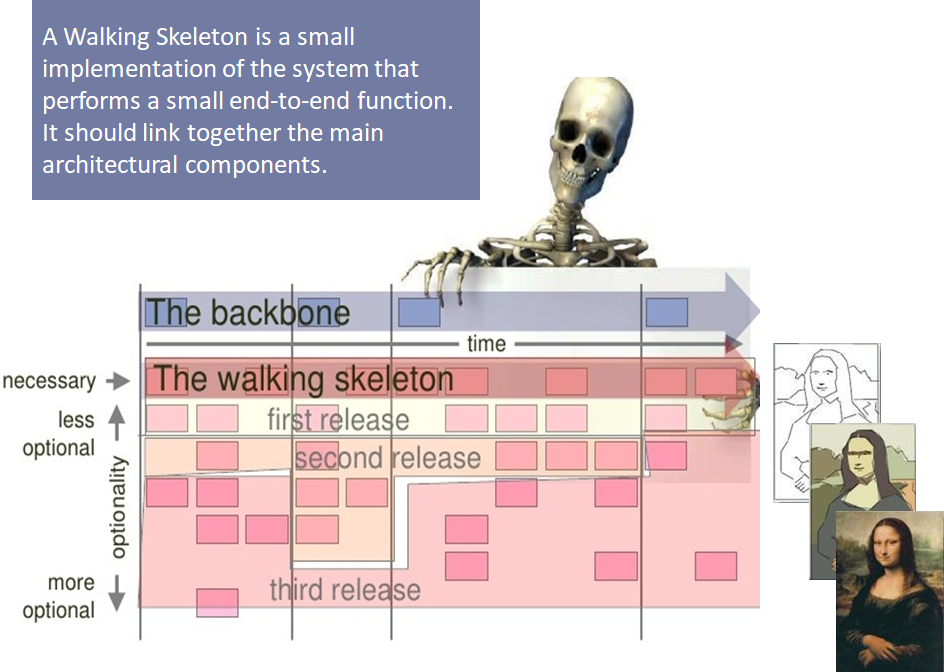 A Walking Skeleton is a small
implementation of the system that
performs a small end-to-end function.
It should link together the main
architectural components.
The backbone
time
necessary
The walking skeleton
less
optional
first release
second release
optionality
more
optional
third release